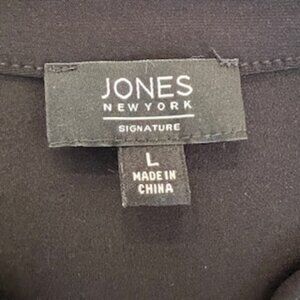 JONES
NEW YORK
SIGNATURE
L
MADE IN
CHINA